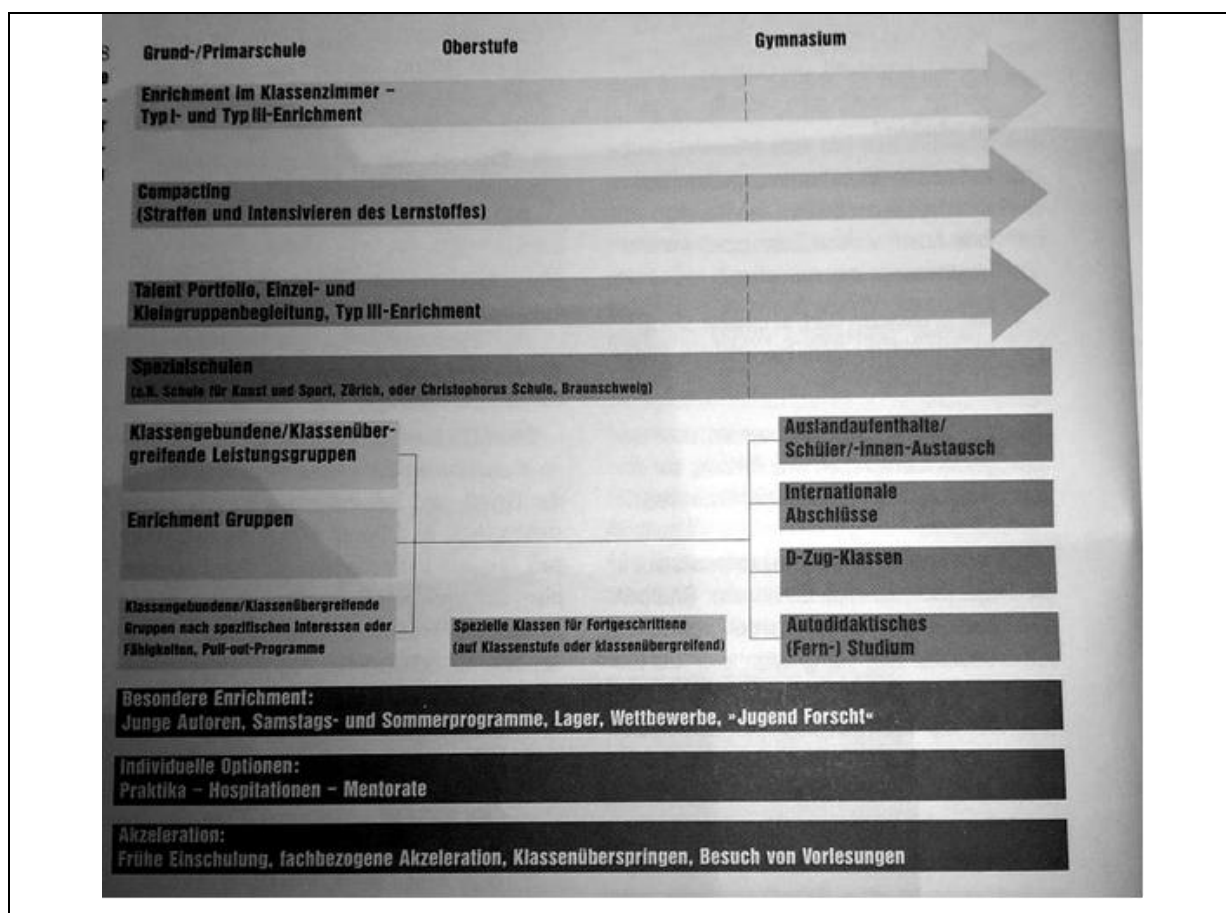 Grund-/Primarschule
Oberstufe
Gymnasium
Enrichment im Klassenzimmer –
Typ I- und Typ III-Enrichment
Compacting
(Straffen und Intensivieren des Lernstoffes)
Talent Portfolio, Einzel- und
Kleingruppenbegleitung, Typ III-Enrichment
Spezialschulen
(z.B. Schule für Kunst und Sport, Zürich, oder Christophorus Schule, Braunschweig)
Klassengebundene/Klassenüber-
greifende Leistungsgruppen
Enrichment Gruppen
Klassengebundene/Klassenübergreifende
Gruppen nach spezifischen Interessen oder
Fähigkeiten, Pull-out-Programme
Spezielle Klassen für Fortgeschrittene
(auf Klassenstufe oder klassenübergreifend)
Auslandaufenthalte/
Schüler/-innen-Austausch
Internationale
Abschlüsse
D-Zug-Klassen
Autodidaktisches
(Fern-) Studium
Besondere Enrichment:
Junge Autoren, Samstags- und Sommerprogramme, Lager, Wettbewerbe, »Jugend Forscht«
Individuelle Optionen:
Praktika – Hospitationen – Mentorate
Akzeleration:
Frühe Einschulung, fachbezogene Akzeleration, Klassenüberspringen, Besuch von Vorlesungen